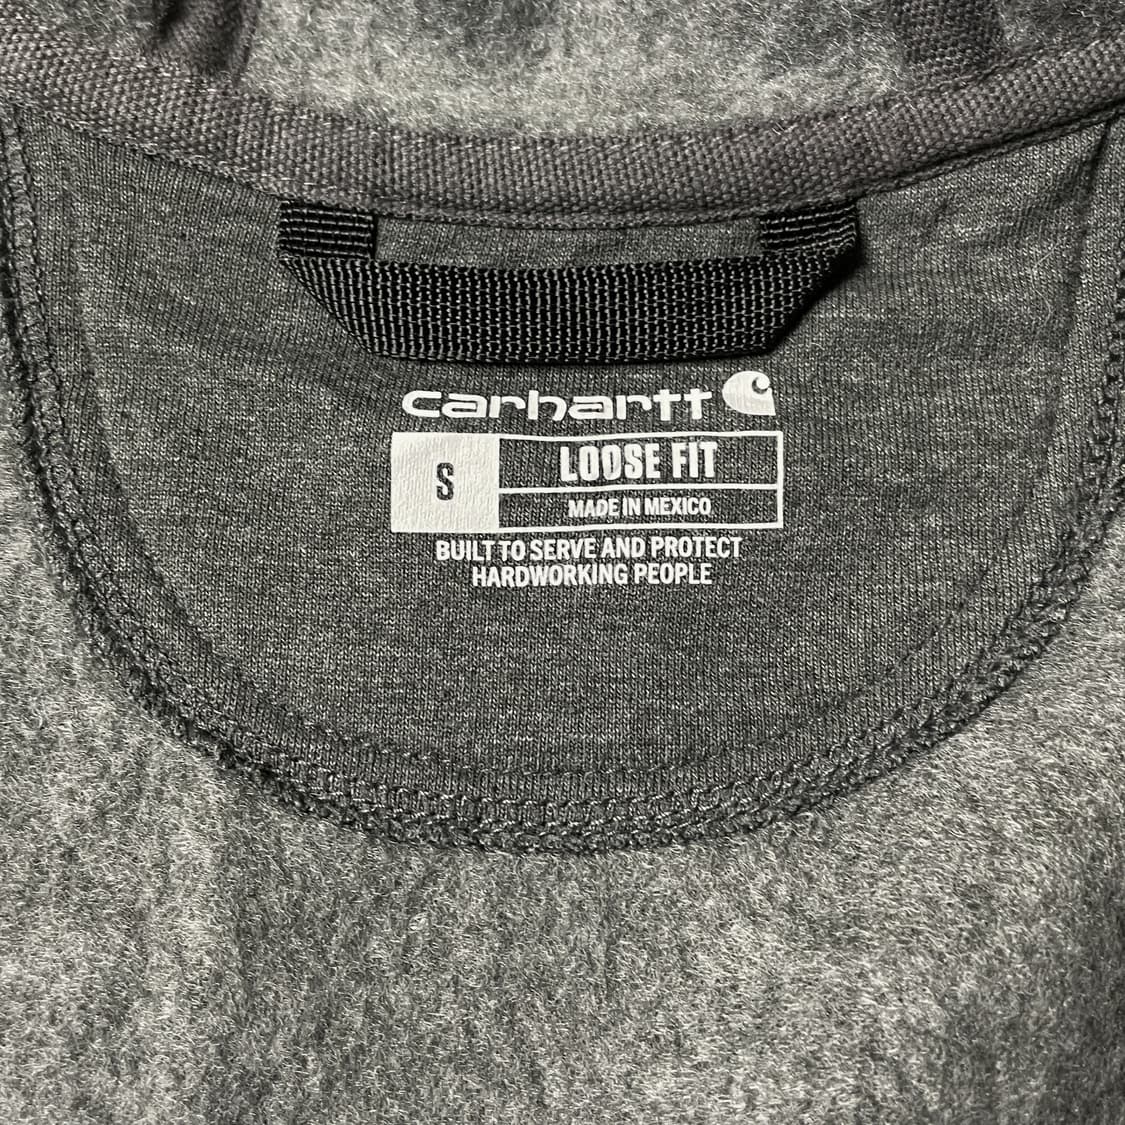 carhartt
S
LOOSE FIT
MADE IN MEXICO
BUILT TO SERVE AND PROTECT
HARDWORKING PEOPLE